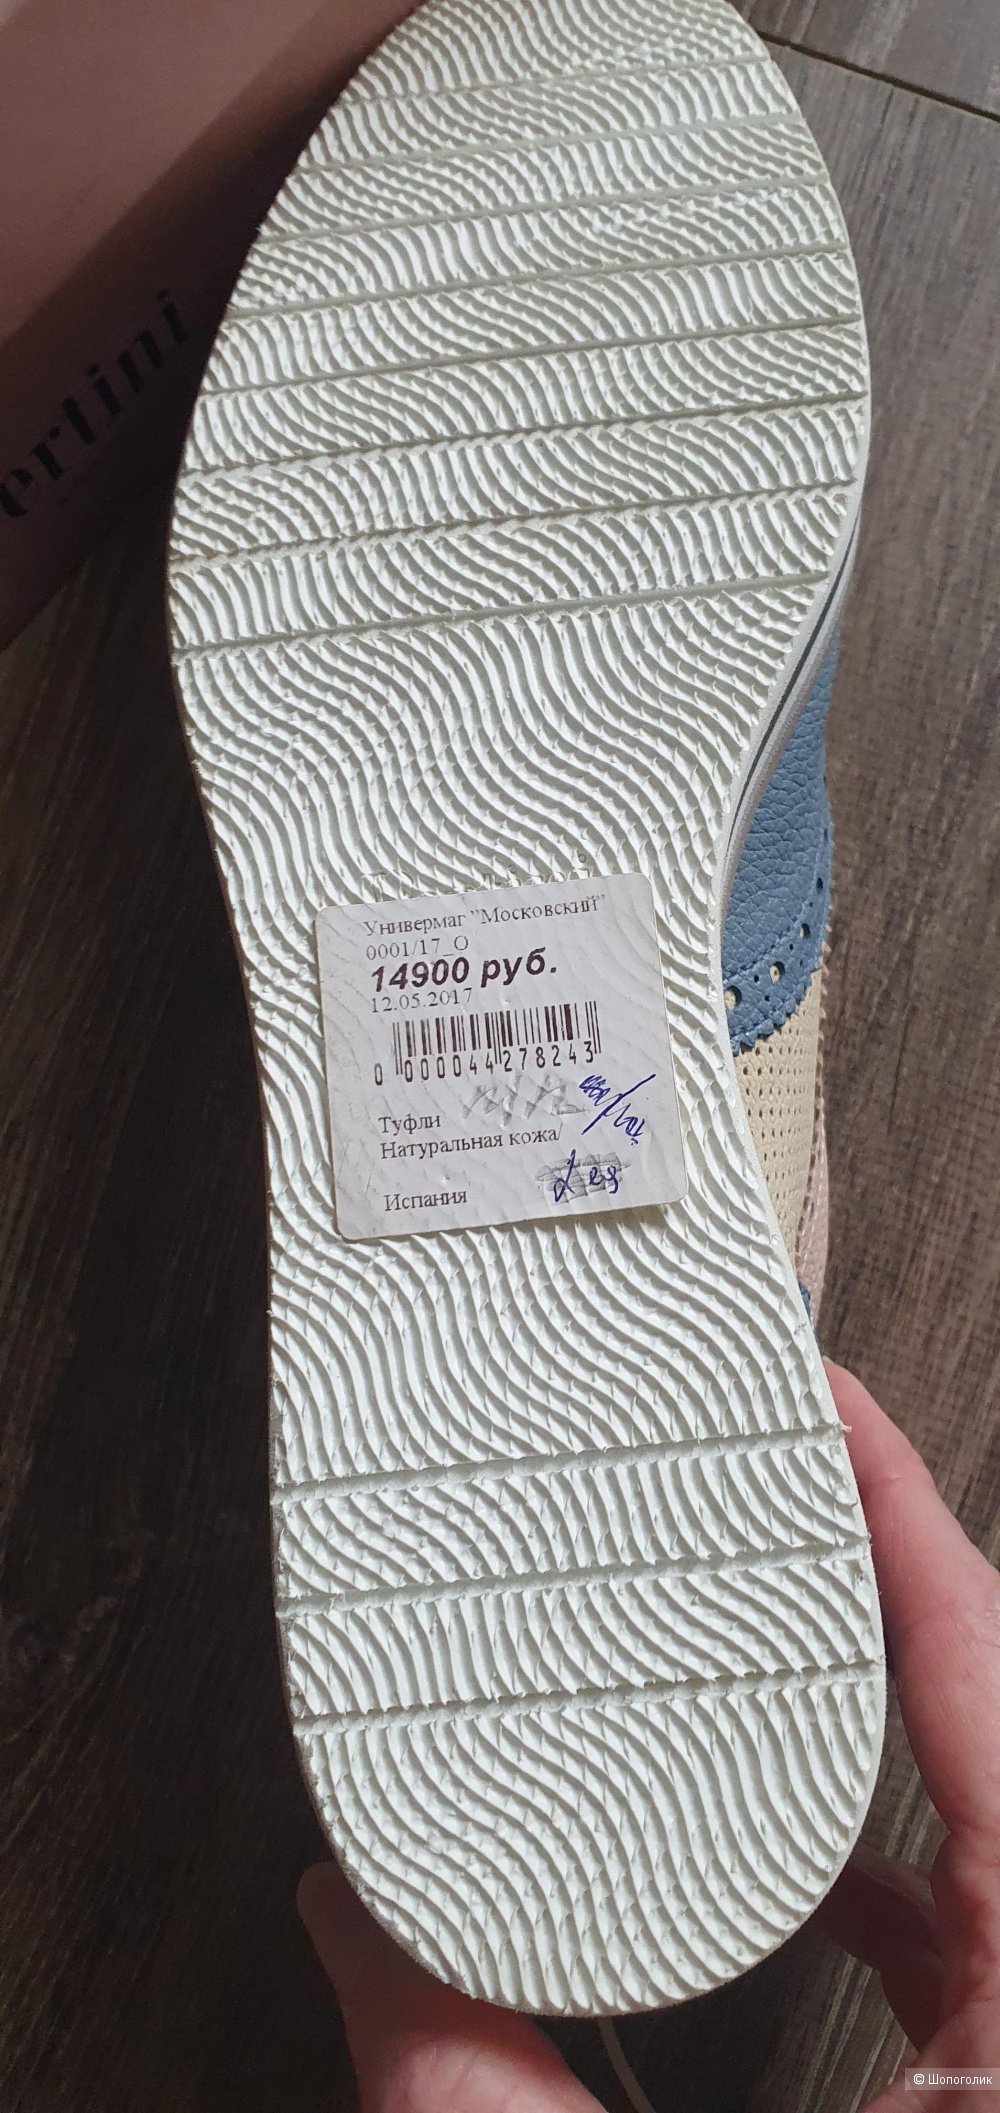 ertini
Универмаг "Московский"
0001/17_О
14900 руб.
12.05.2017
0 000044 278243
Туфли
Натуральная кожа/
Испания
© Шопоголик